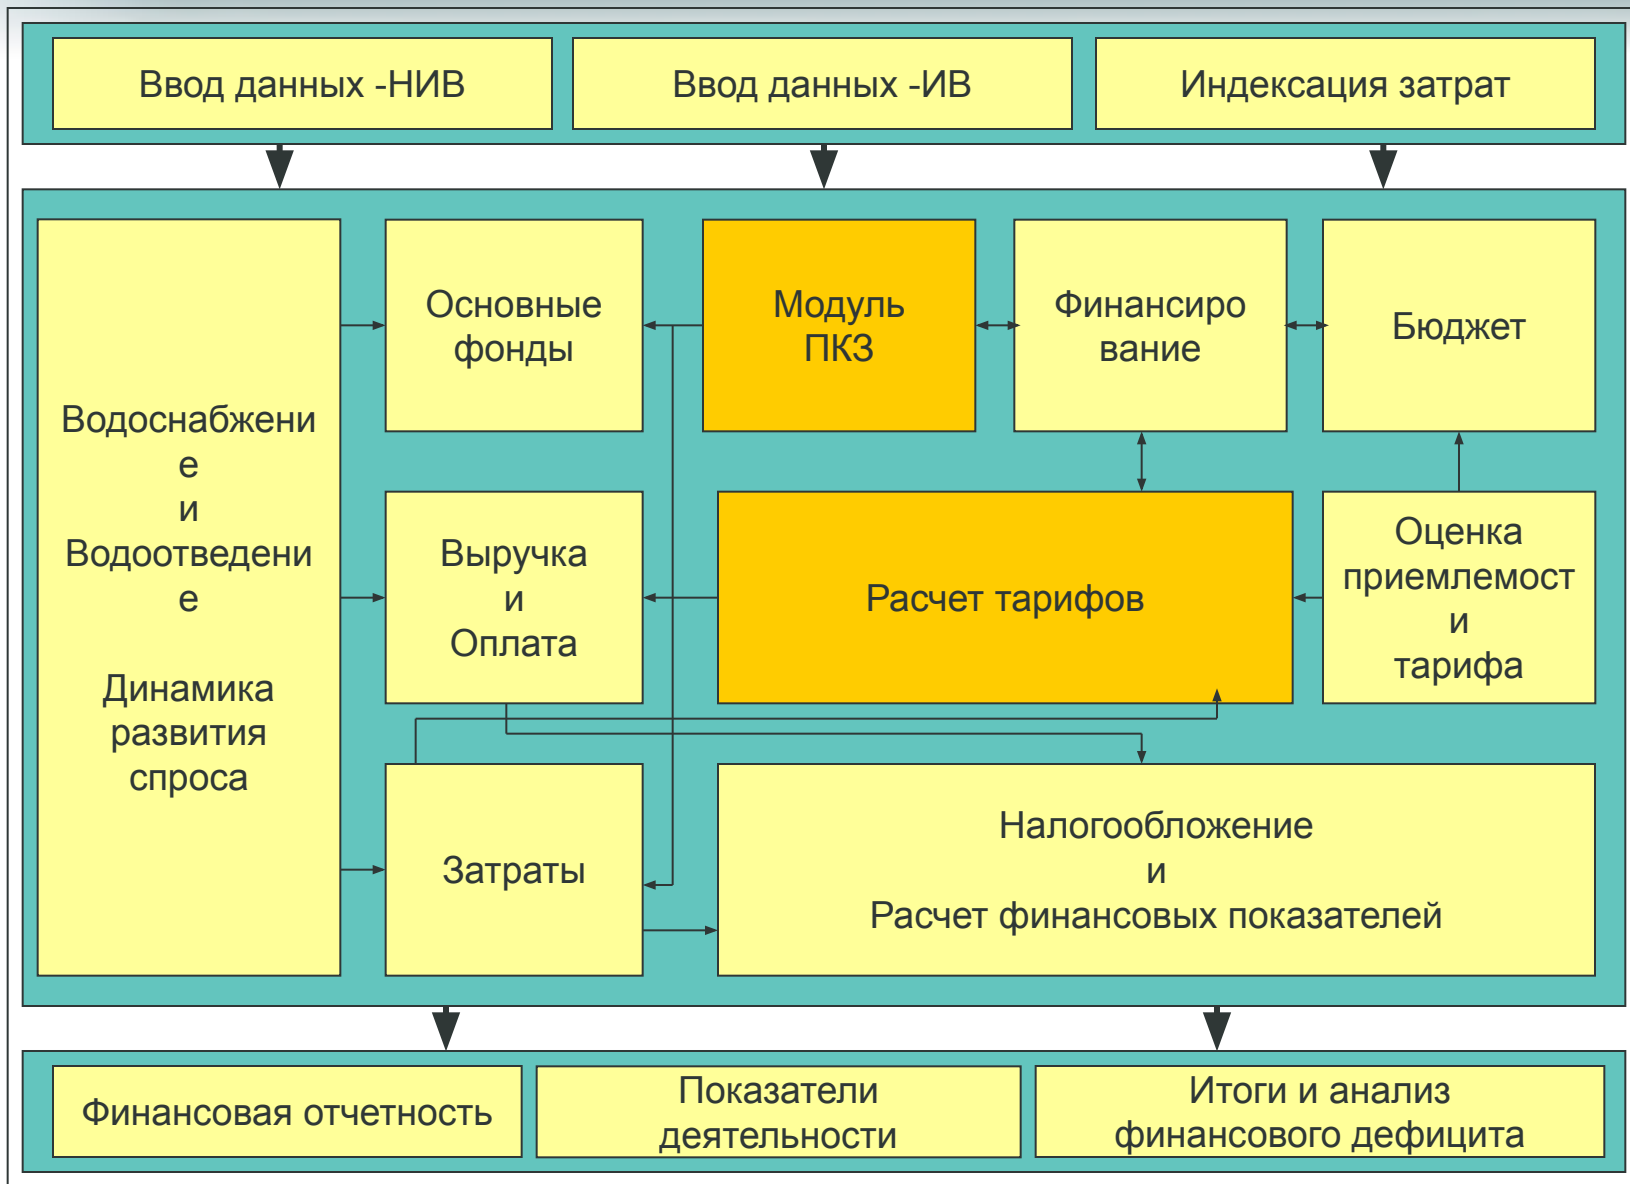 Ввод данных -НИВ
Ввод данных -ИВ
Индексация затрат
Водоснабжени
е
и
Водоотведени
е
Динамика
развития
спроса
Основные
фонды
Модуль
ПКЗ
Финансиро
вание
Бюджет
Выручка
и
Оплата
Расчет тарифов
Оценка
приемлемост
и
тарифа
Затраты
Налогообложение
и
Расчет финансовых показателей
Финансовая отчетность
Показатели
деятельности
Итоги и анализ
финансового дефицита